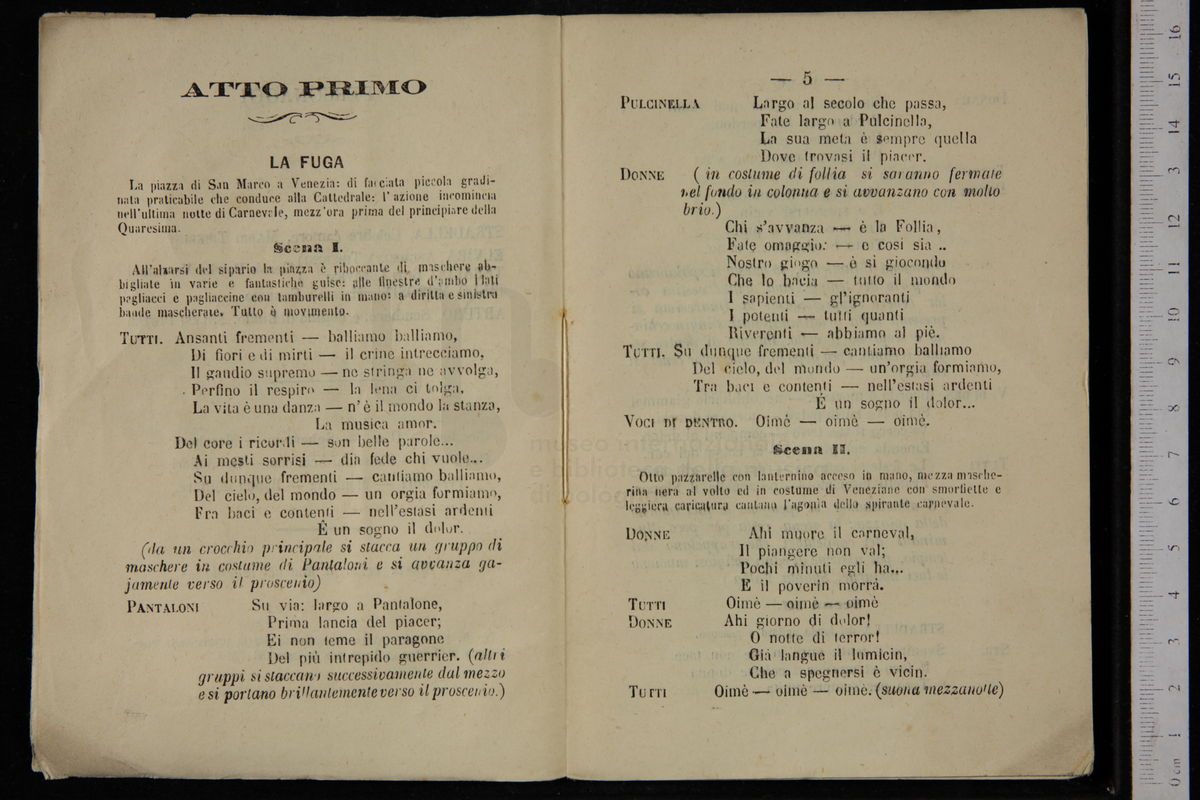 ATTO PRIMO
LA FUGA
La piazza di San Marco a Venezia: di facciata piccola gradi-
nata praticabile che conduce alla Cattedrale: l'azione incomincia
nell'ultima notte di Carnevale, mezz'ora prima del principiare della
Quaresima.
Scena I.
All'alzarsi del sipario la piazza è riboccante di maschere ab-
bigliate in varie e fantastiche guise: alle finestre d'ambo i lati
pagliacci e pagliaccine con tamburelli in mano: a diritta e sinistra
bande mascherate. Tutto è movimento.
TUTTI. Ansanti frementi — balliamo balliamo,
Di fiori e di mirti — il crine intrecciamo,
Il gaudio supremo — ne stringa ne avvolga,
Perfino il respiro — la lena ci tolga,
La vita è una danza — n'è il mondo la stanza,
La musica amor.
Del core i ricordi — son belle parole...
Ai mesti sorrisi — dia fede chi vuole...
Su dunque frementi — cantiamo balliamo,
Del cielo, del mondo — un orgia formiamo,
Fra baci e contenti — nell'estasi ardenti
È un sogno il dolor.
(da un crocchio principale si stacca un gruppo di
maschere in costume di Pantaloni e si avvanza ga-
jamente verso il proscenio)
PANTALONI Su via: largo a Pantalone,
Prima lancia del piacer;
Ei non teme il paragone
Del più intrepido guerrier. (altri
gruppi si staccano successivamente dal mezzo
e si portano brillantemente verso il proscenio.)
— 5 —
PULCINELLA Largo al secolo che passa,
Fate largo a Pulcinella,
La sua meta è sempre quella
Dove trovasi il piacer.
DONNE (in costume di follia si saranno fermate
nel fondo in colonna e si avvanzano con molto
brio.)
Chi s'avvanza — è la Follia,
Fate omaggio: — e così sia ..
Nostro giogo — è si giocondo
Che lo bacia — tutto il mondo
I sapienti — gl'ignoranti
I potenti — tutti quanti
Riverenti — abbiamo al piè.
TUTTI. Su dunque frementi — cantiamo balliamo
Del cielo, del mondo — un'orgia formiamo,
Tra baci e contenti — nell'estasi ardenti
È un sogno il dolor...
VOCI DI DENTRO. Oimè — oimè — oimè.
Scena II.
Otto pazzarelle con lanternino acceso in mano, mezza masche-
rina nera al volto ed in costume di Veneziane con smorfiette e
leggiera caricatura cantano l'agonia dello spirante carnevale.
DONNE Ahi muore il carneval,
Il piangere non val;
Pochi minuti egli ha...
E il poverin morrà.
TUTTI Oimè — oimè — oimè
DONNE Ahi giorno di dolor!
O notte di terror!
Già langue il lumicin,
Che a spegnersi è vicin.
TUTTI Oimè — oimè — oimè. (suona mezzanotte)
museo internazionale
e biblioteca della musica
di bologna